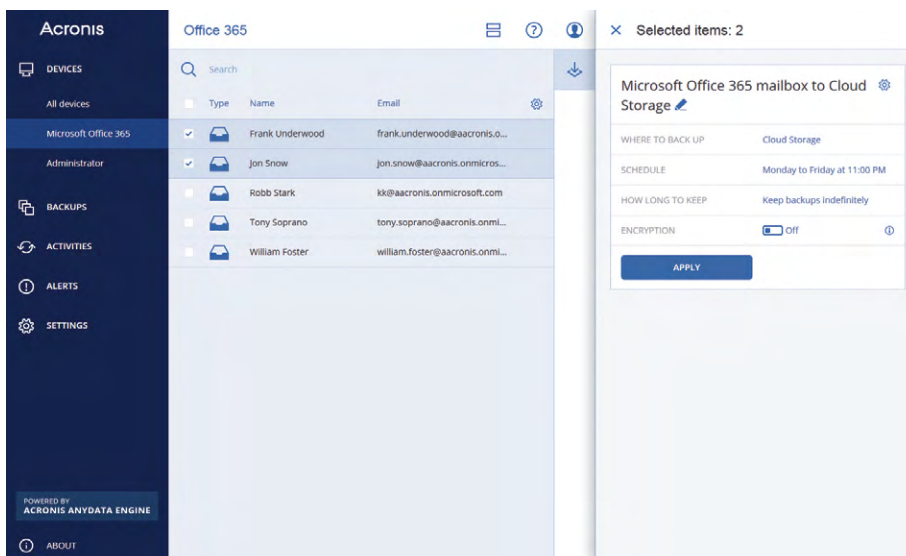 Acronis
DEVICES
All devices
Microsoft Office 365
Administrator
BACKUPS
ACTIVITIES
ALERTS
SETTINGS
POWERED BY
ACRONIS ANYDATA ENGINE
ABOUT
Office 365
Search
Type Name Email
Frank Underwood frank.underwood@aacronis.o...
Jon Snow jon.snow@aacronis.onmicros...
Robb Stark kk@aacronis.onmicrosoft.com
Tony Soprano tony.soprano@aacronis.onmi...
William Foster william.foster@aacronis.onmi...
Selected items: 2
Microsoft Office 365 mailbox to Cloud
Storage
WHERE TO BACK UP Cloud Storage
SCHEDULE Monday to Friday at 11:00 PM
HOW LONG TO KEEP Keep backups indefinitely
ENCRYPTION Off
APPLY